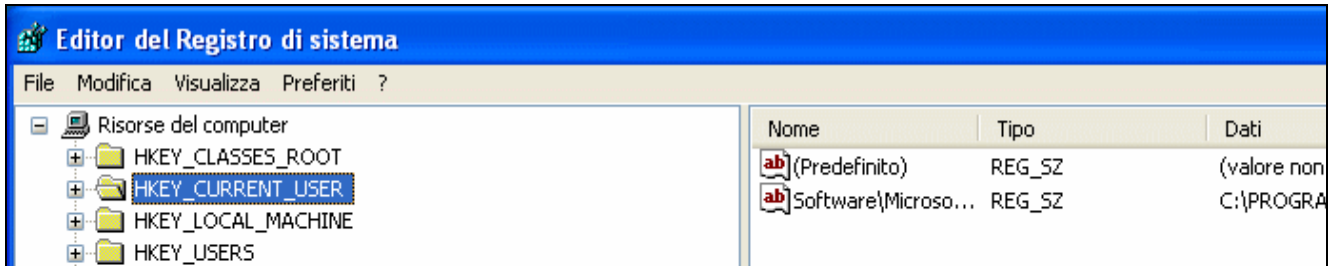 Editor del Registro di sistema
File Modifica Visualizza Preferiti ?
Risorse del computer
HKEY_CLASSES_ROOT
HKEY_CURRENT_USER
HKEY_LOCAL_MACHINE
HKEY_USERS
Nome Tipo Dati
(Predefinito) REG_SZ (valore non
Software\Microso... REG_SZ C:\PROGRA